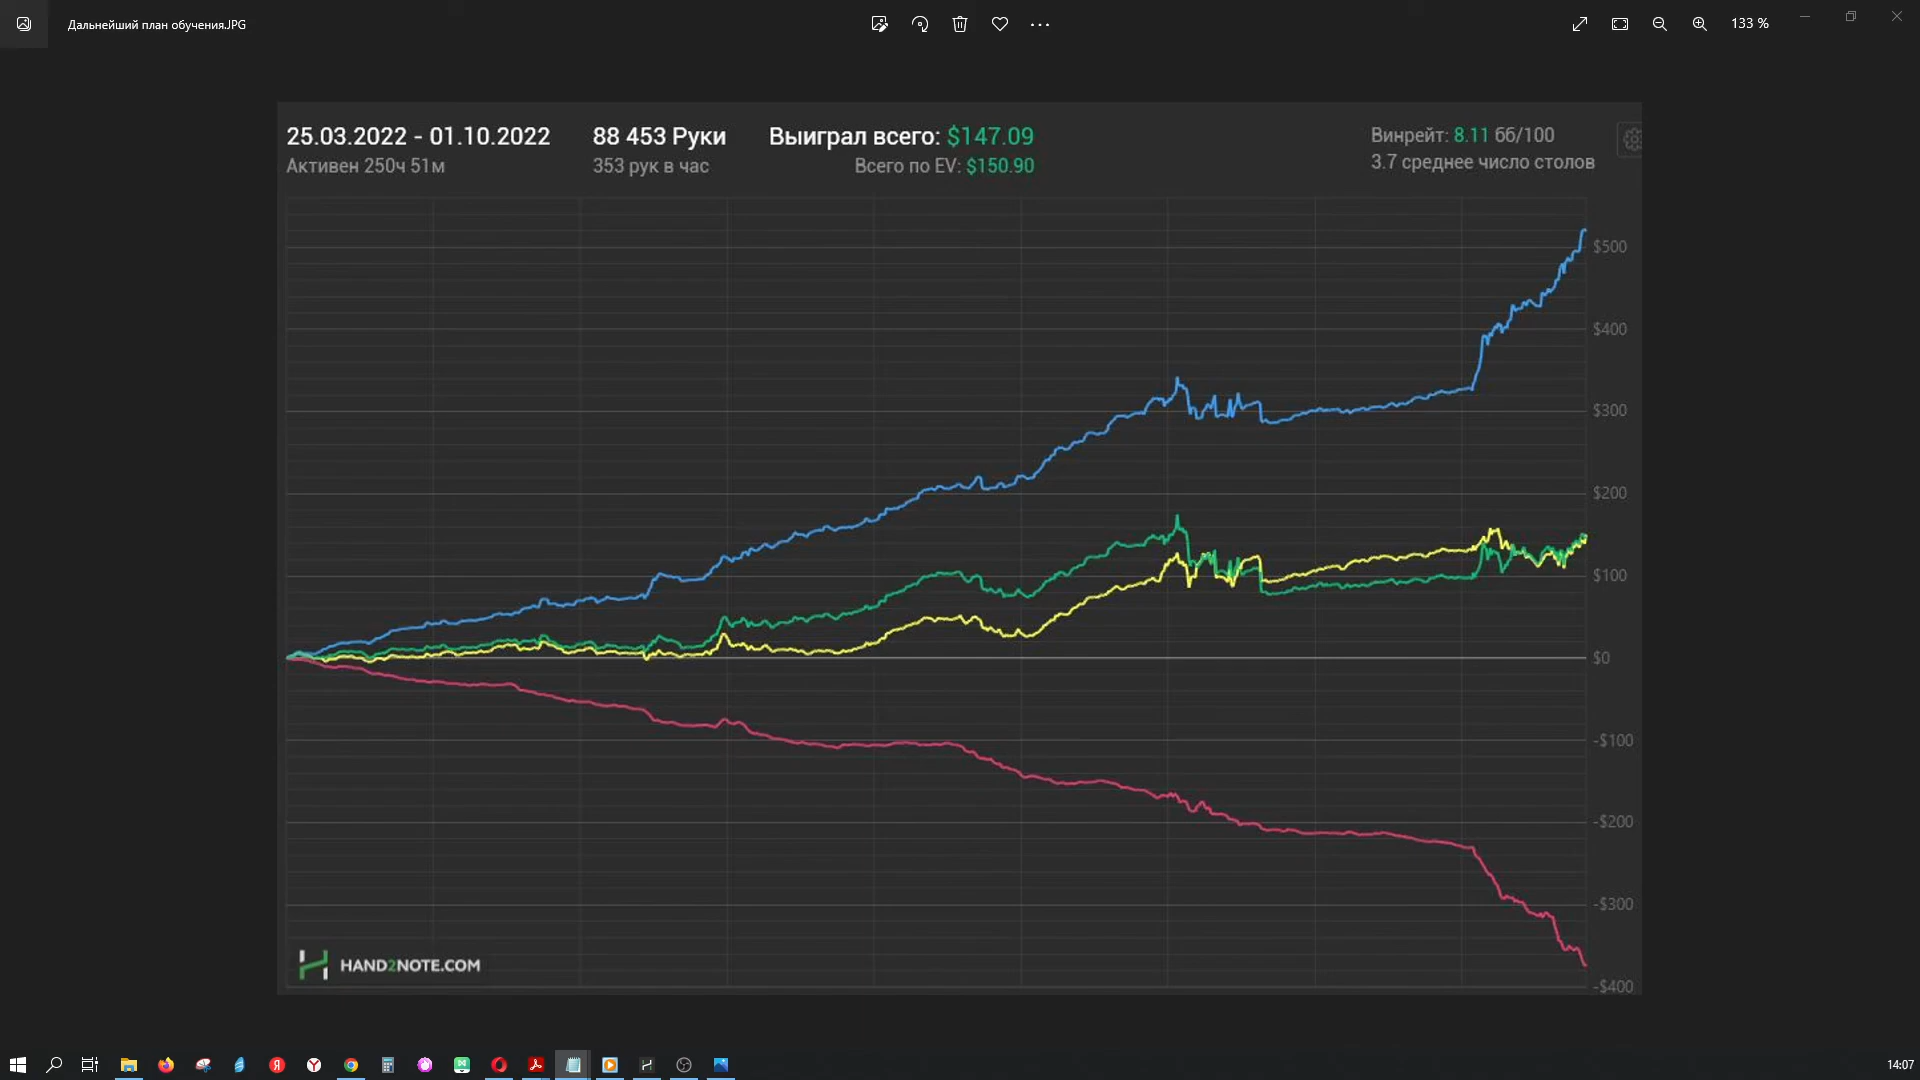 Дальнейший план обучения.JPG
133 %
25.03.2022 - 01.10.2022
88 453 Руки
Выиграл всего: $147.09
Винрейт: 8.11 бб/100
Активен 250ч 51м
353 рук в час
Всего по EV: $150.90
3.7 среднее число столов
$500
$400
$300
$200
$100
$0
-$100
-$200
-$300
-$400
HAND2NOTE.COM
14:07